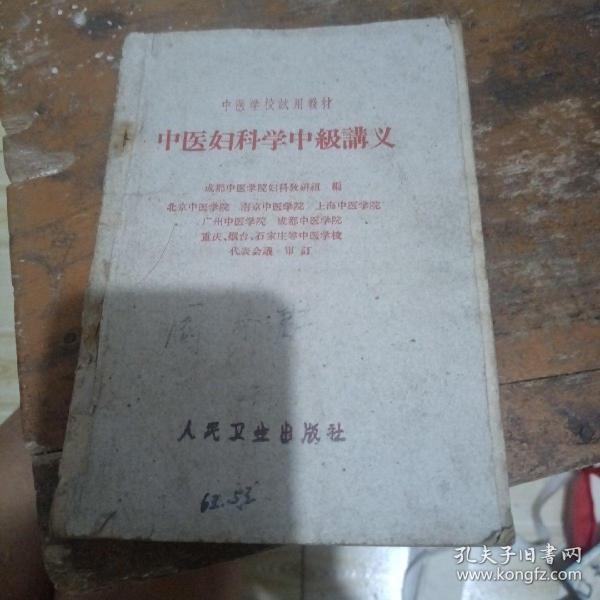 中医学校試用教材
中医妇科学中級講义
成都中医学院妇科教研組 編
北京中医学院 南京中医学院 上海中医学院
广州中医学院 成都中医学院
重庆、烟台、石家庄等中医学校
代表会議 审訂
人民卫生出版社
孔夫子旧书网
www.kongfz.com